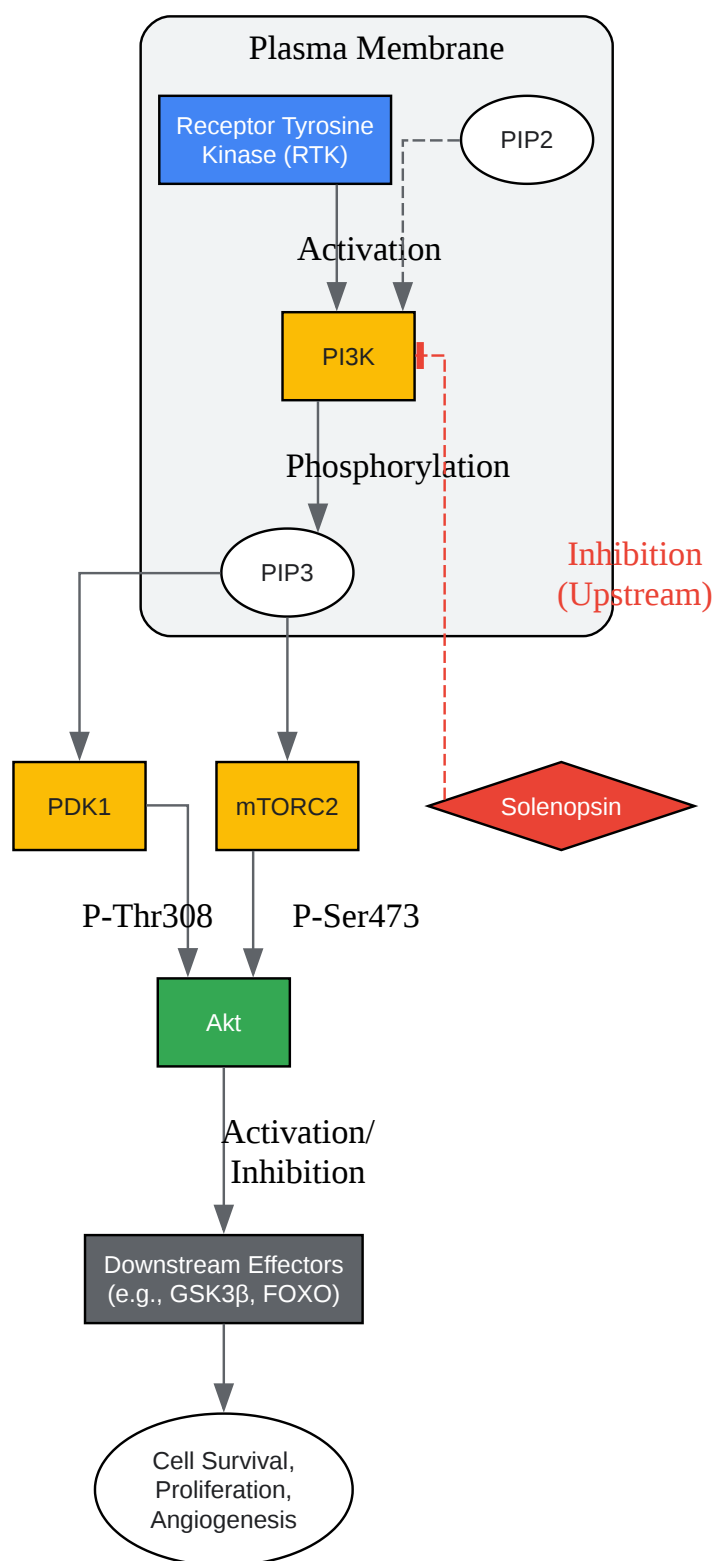 Plasma Membrane
Receptor Tyrosine
Kinase (RTK)
PIP2
Activation
PI3K
Phosphorylation
PIP3
Inhibition
(Upstream)
PDK1
mTORC2
Solenopsin
P-Thr308
P-Ser473
Akt
Activation/
Inhibition
Downstream Effectors
(e.g., GSK3β, FOXO)
Cell Survival,
Proliferation,
Angiogenesis